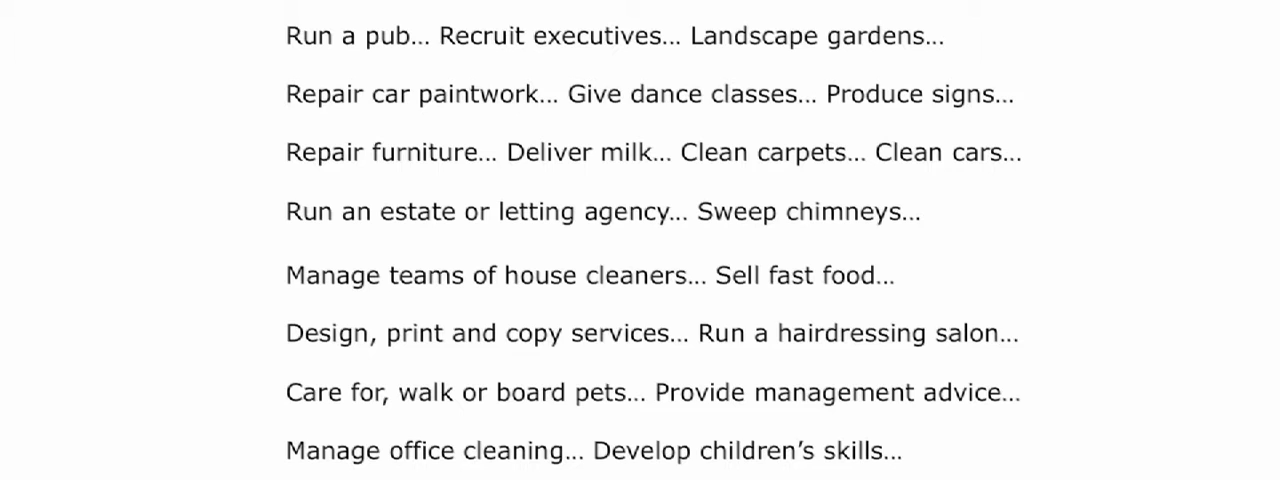 Run a pub... Recruit executives... Landscape gardens...
Repair car paintwork... Give dance classes... Produce signs...
Repair furniture... Deliver milk... Clean carpets... Clean cars...
Run an estate or letting agency... Sweep chimneys...
Manage teams of house cleaners... Sell fast food...
Design, print and copy services... Run a hairdressing salon...
Care for, walk or board pets... Provide management advice...
Manage office cleaning... Develop children’s skills...